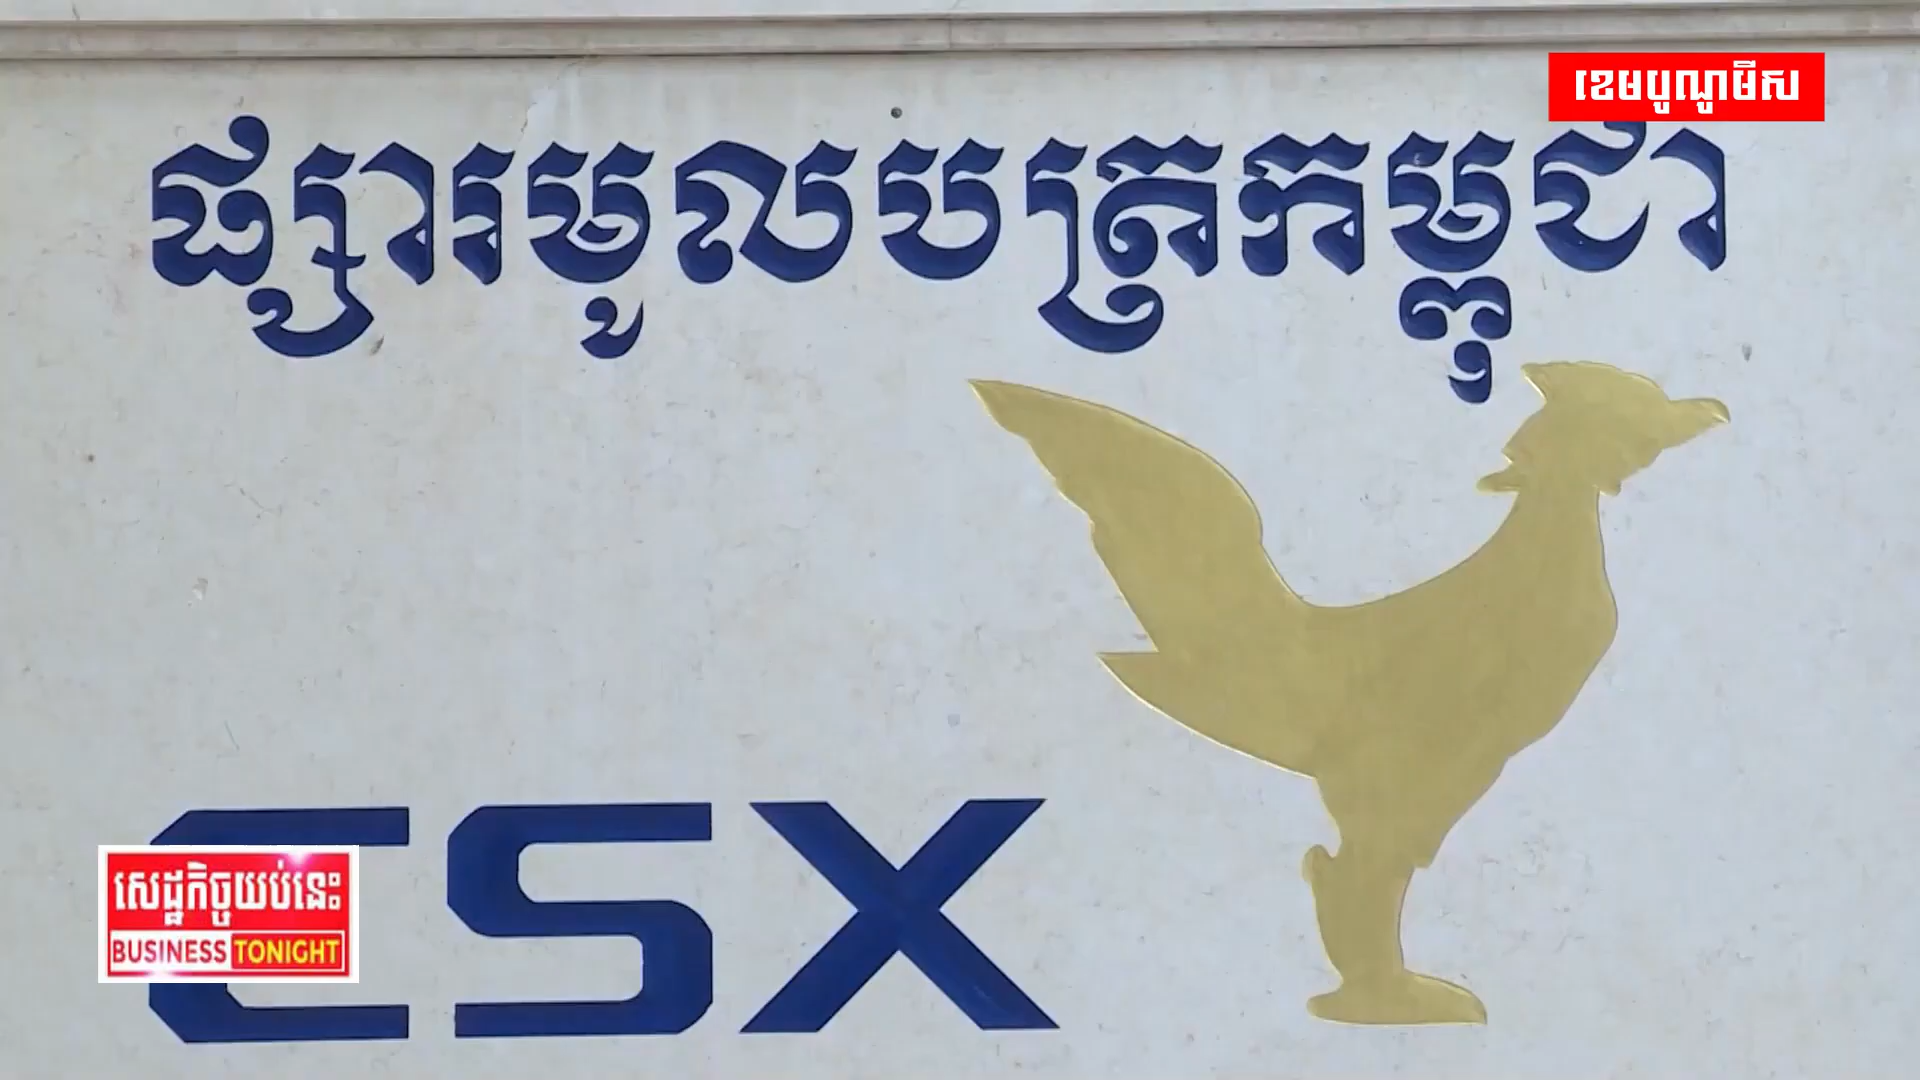 ខេមបូណូមីស
ផ្សារមូលបត្រកម្ពុជា
CSX
សេដ្ឋកិច្ចយប់នេះ
BUSINESS TONIGHT